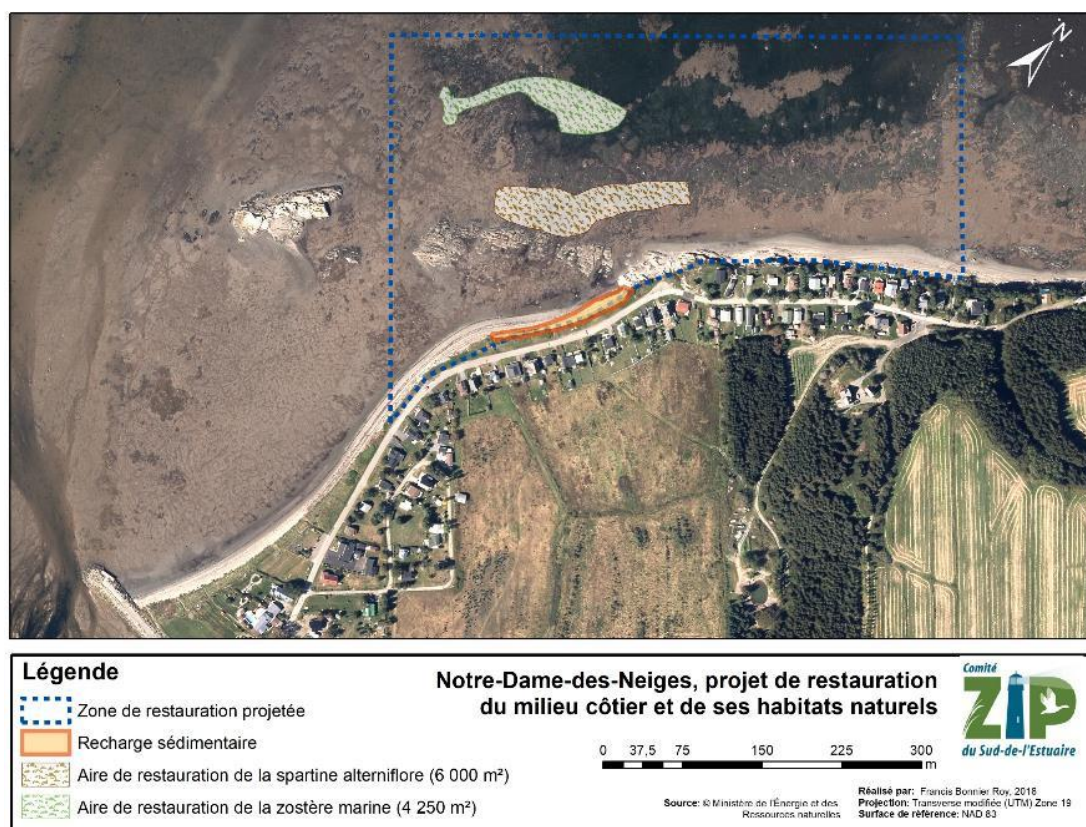 N
Légende
Zone de restauration projetée
Recharge sédimentaire
Aire de restauration de la spartine alterniflore (6 000 m²)
Aire de restauration de la zostère marine (4 250 m²)
Notre-Dame-des-Neiges, projet de restauration
du milieu côtier et de ses habitats naturels
0 37,5 75 150 225 300
m
Source: © Ministère de l'Énergie et des
Ressources naturelles
Réalisé par: Francis Bonnier Roy, 2018
Projection: Transverse modifiée (UTM) Zone 19
Surface de référence: NAD 83
Comité
ZIP
du Sud-de-l'Estuaire